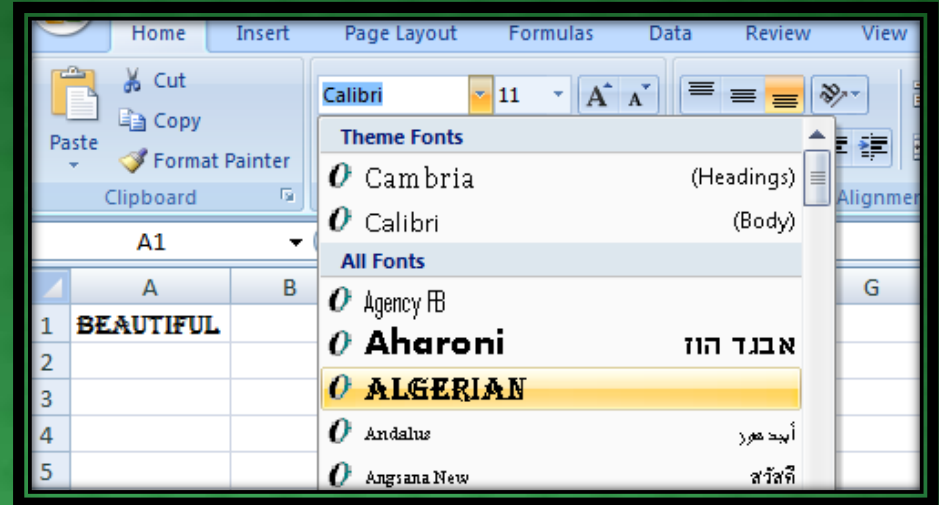 Home Insert Page Layout Formulas Data Review View
Cut
Copy
Paste
Format Painter
Clipboard
Calibri 11 A A
Theme Fonts
Cambria (Headings)
Calibri (Body)
All Fonts
Agency FB
Aharoni אבגד הוז
ALGERIAN
Andalus أبجد هوز
Angsana New สวัสดี
A1
A B G
1 BEAUTIFUL
2
3
4
5